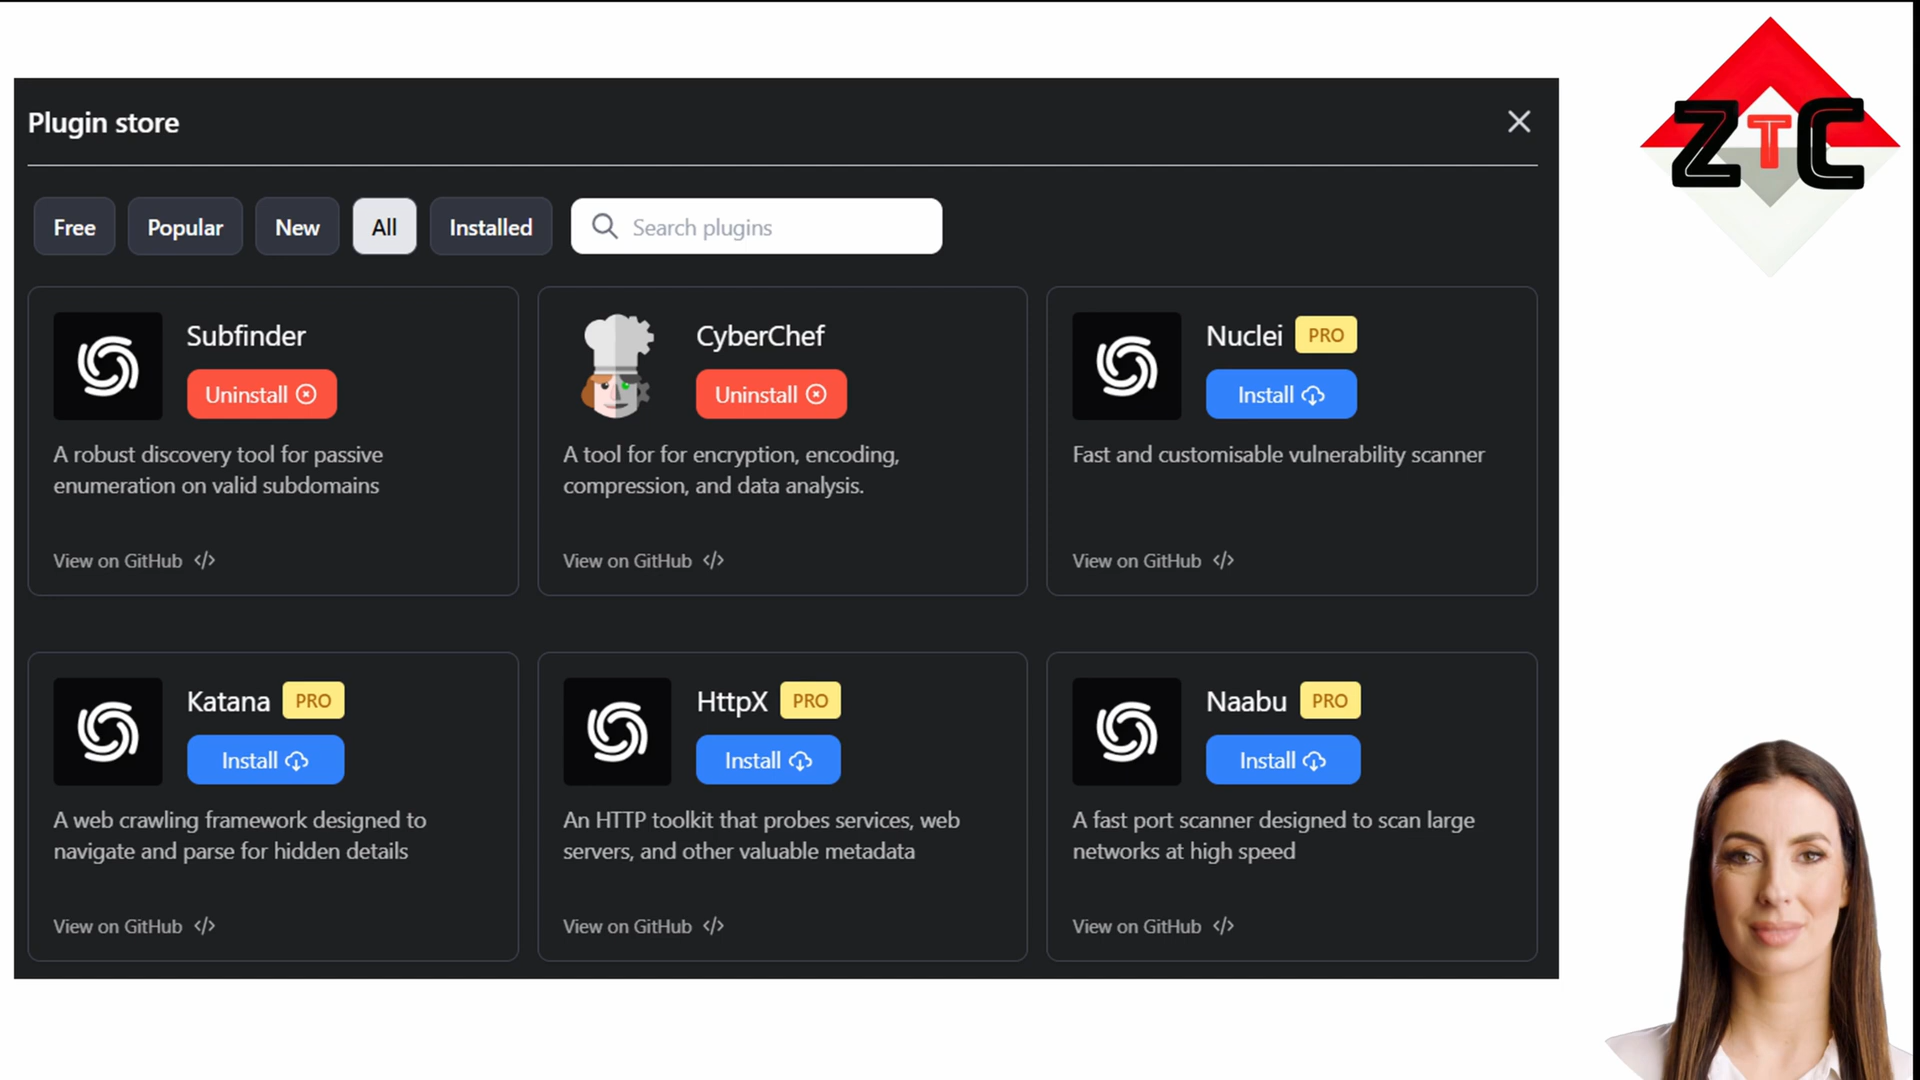 ZTC
Plugin store
Free
Popular
New
All
Installed
Search plugins
Subfinder
Uninstall
A robust discovery tool for passive
enumeration on valid subdomains
View on GitHub </>
CyberChef
Uninstall
A tool for for encryption, encoding,
compression, and data analysis.
View on GitHub </>
Nuclei PRO
Install
Fast and customisable vulnerability scanner
View on GitHub </>
Katana PRO
Install
A web crawling framework designed to
navigate and parse for hidden details
View on GitHub </>
HttpX PRO
Install
An HTTP toolkit that probes services, web
servers, and other valuable metadata
View on GitHub </>
Naabu PRO
Install
A fast port scanner designed to scan large
networks at high speed
View on GitHub </>